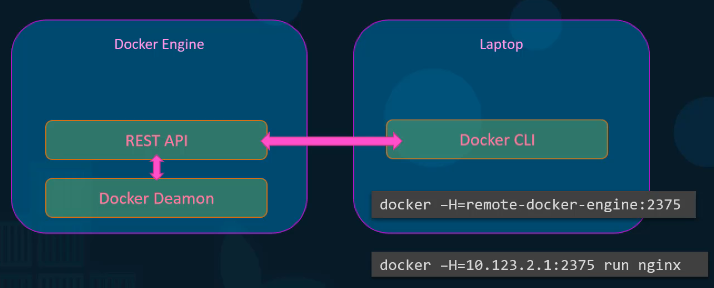 Docker Engine
REST API
Docker Deamon
Laptop
Docker CLI
docker -H=remote-docker-engine:2375
docker –H=10.123.2.1:2375 run nginx